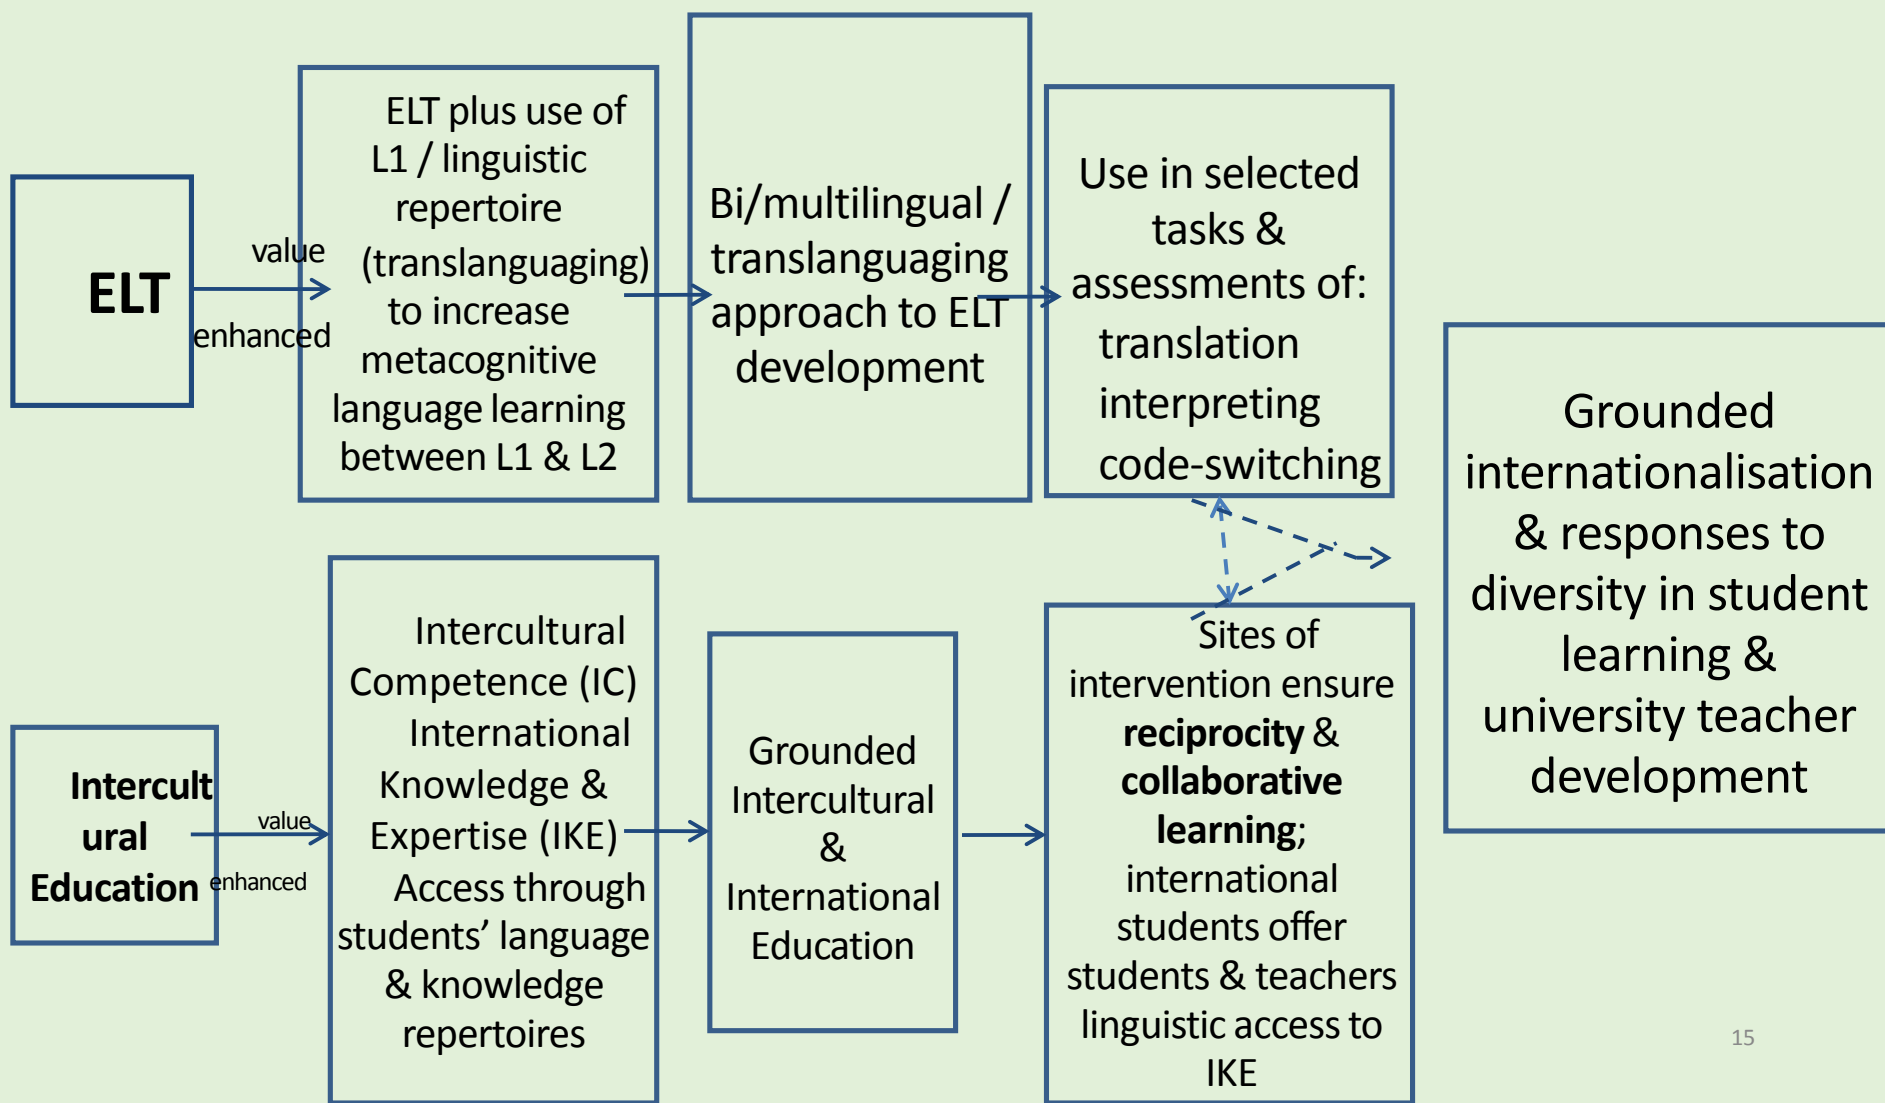 ELT
value
enhanced
ELT plus use of
L1 / linguistic
repertoire
(translanguaging)
to increase
metacognitive
language learning
between L1 & L2
Bi/multilingual /
translanguaging
approach to ELT
development
Use in selected
tasks &
assessments of:
translation
interpreting
code-switching
Intercult
ural
Education
value
enhanced
Intercultural
Competence (IC)
International
Knowledge &
Expertise (IKE)
Access through
students’ language
& knowledge
repertoires
Grounded
Intercultural
&
International
Education
Sites of
intervention ensure
reciprocity &
collaborative
learning;
international
students offer
students & teachers
linguistic access to
IKE
Grounded
internationalisation
& responses to
diversity in student
learning &
university teacher
development
15